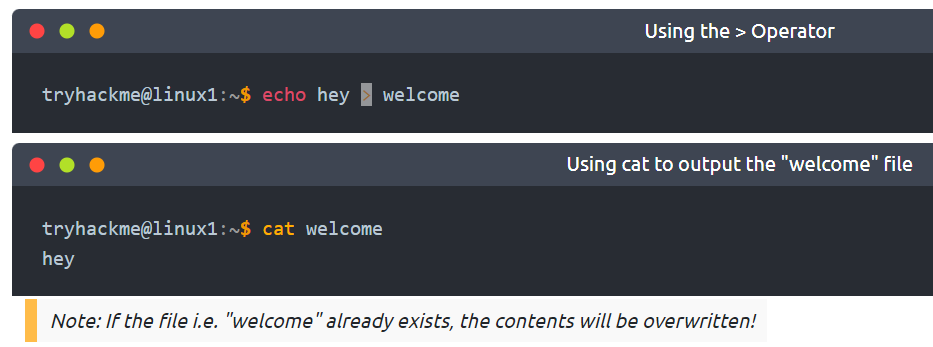 Using the > Operator
tryhackme@linux1:~$ echo hey > welcome
Using cat to output the "welcome" file
tryhackme@linux1:~$ cat welcome
hey
Note: If the file i.e. "welcome" already exists, the contents will be overwritten!